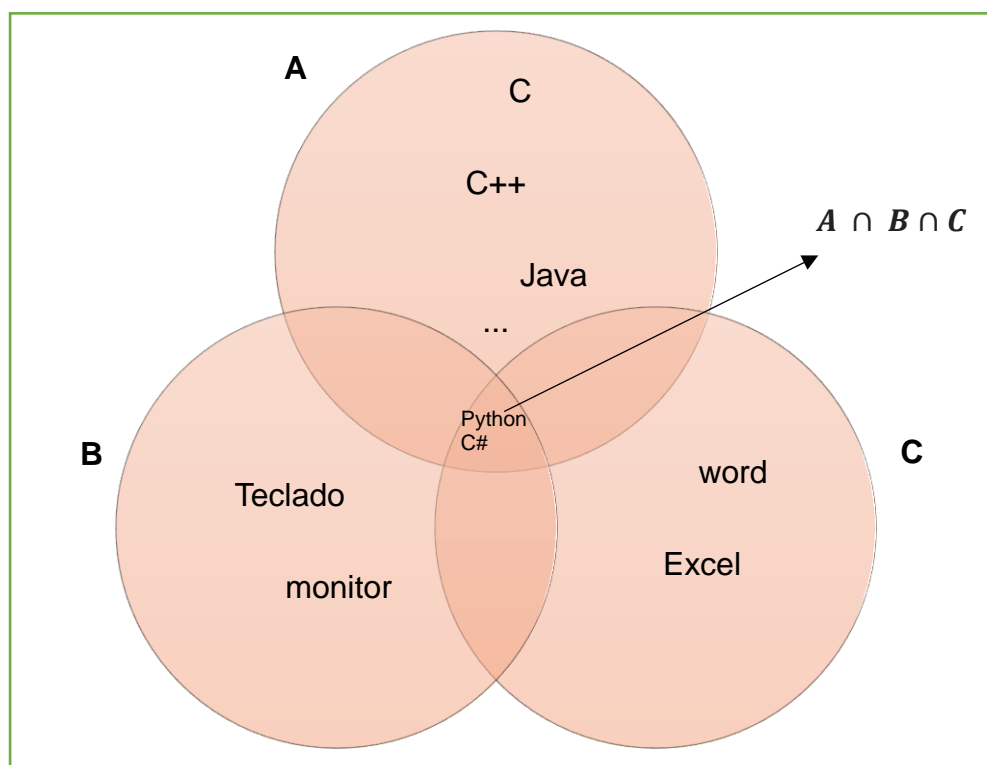 A
C
C++
A ∩ B ∩ C
Java
...
Python
C#
B
C
Teclado
word
monitor
Excel